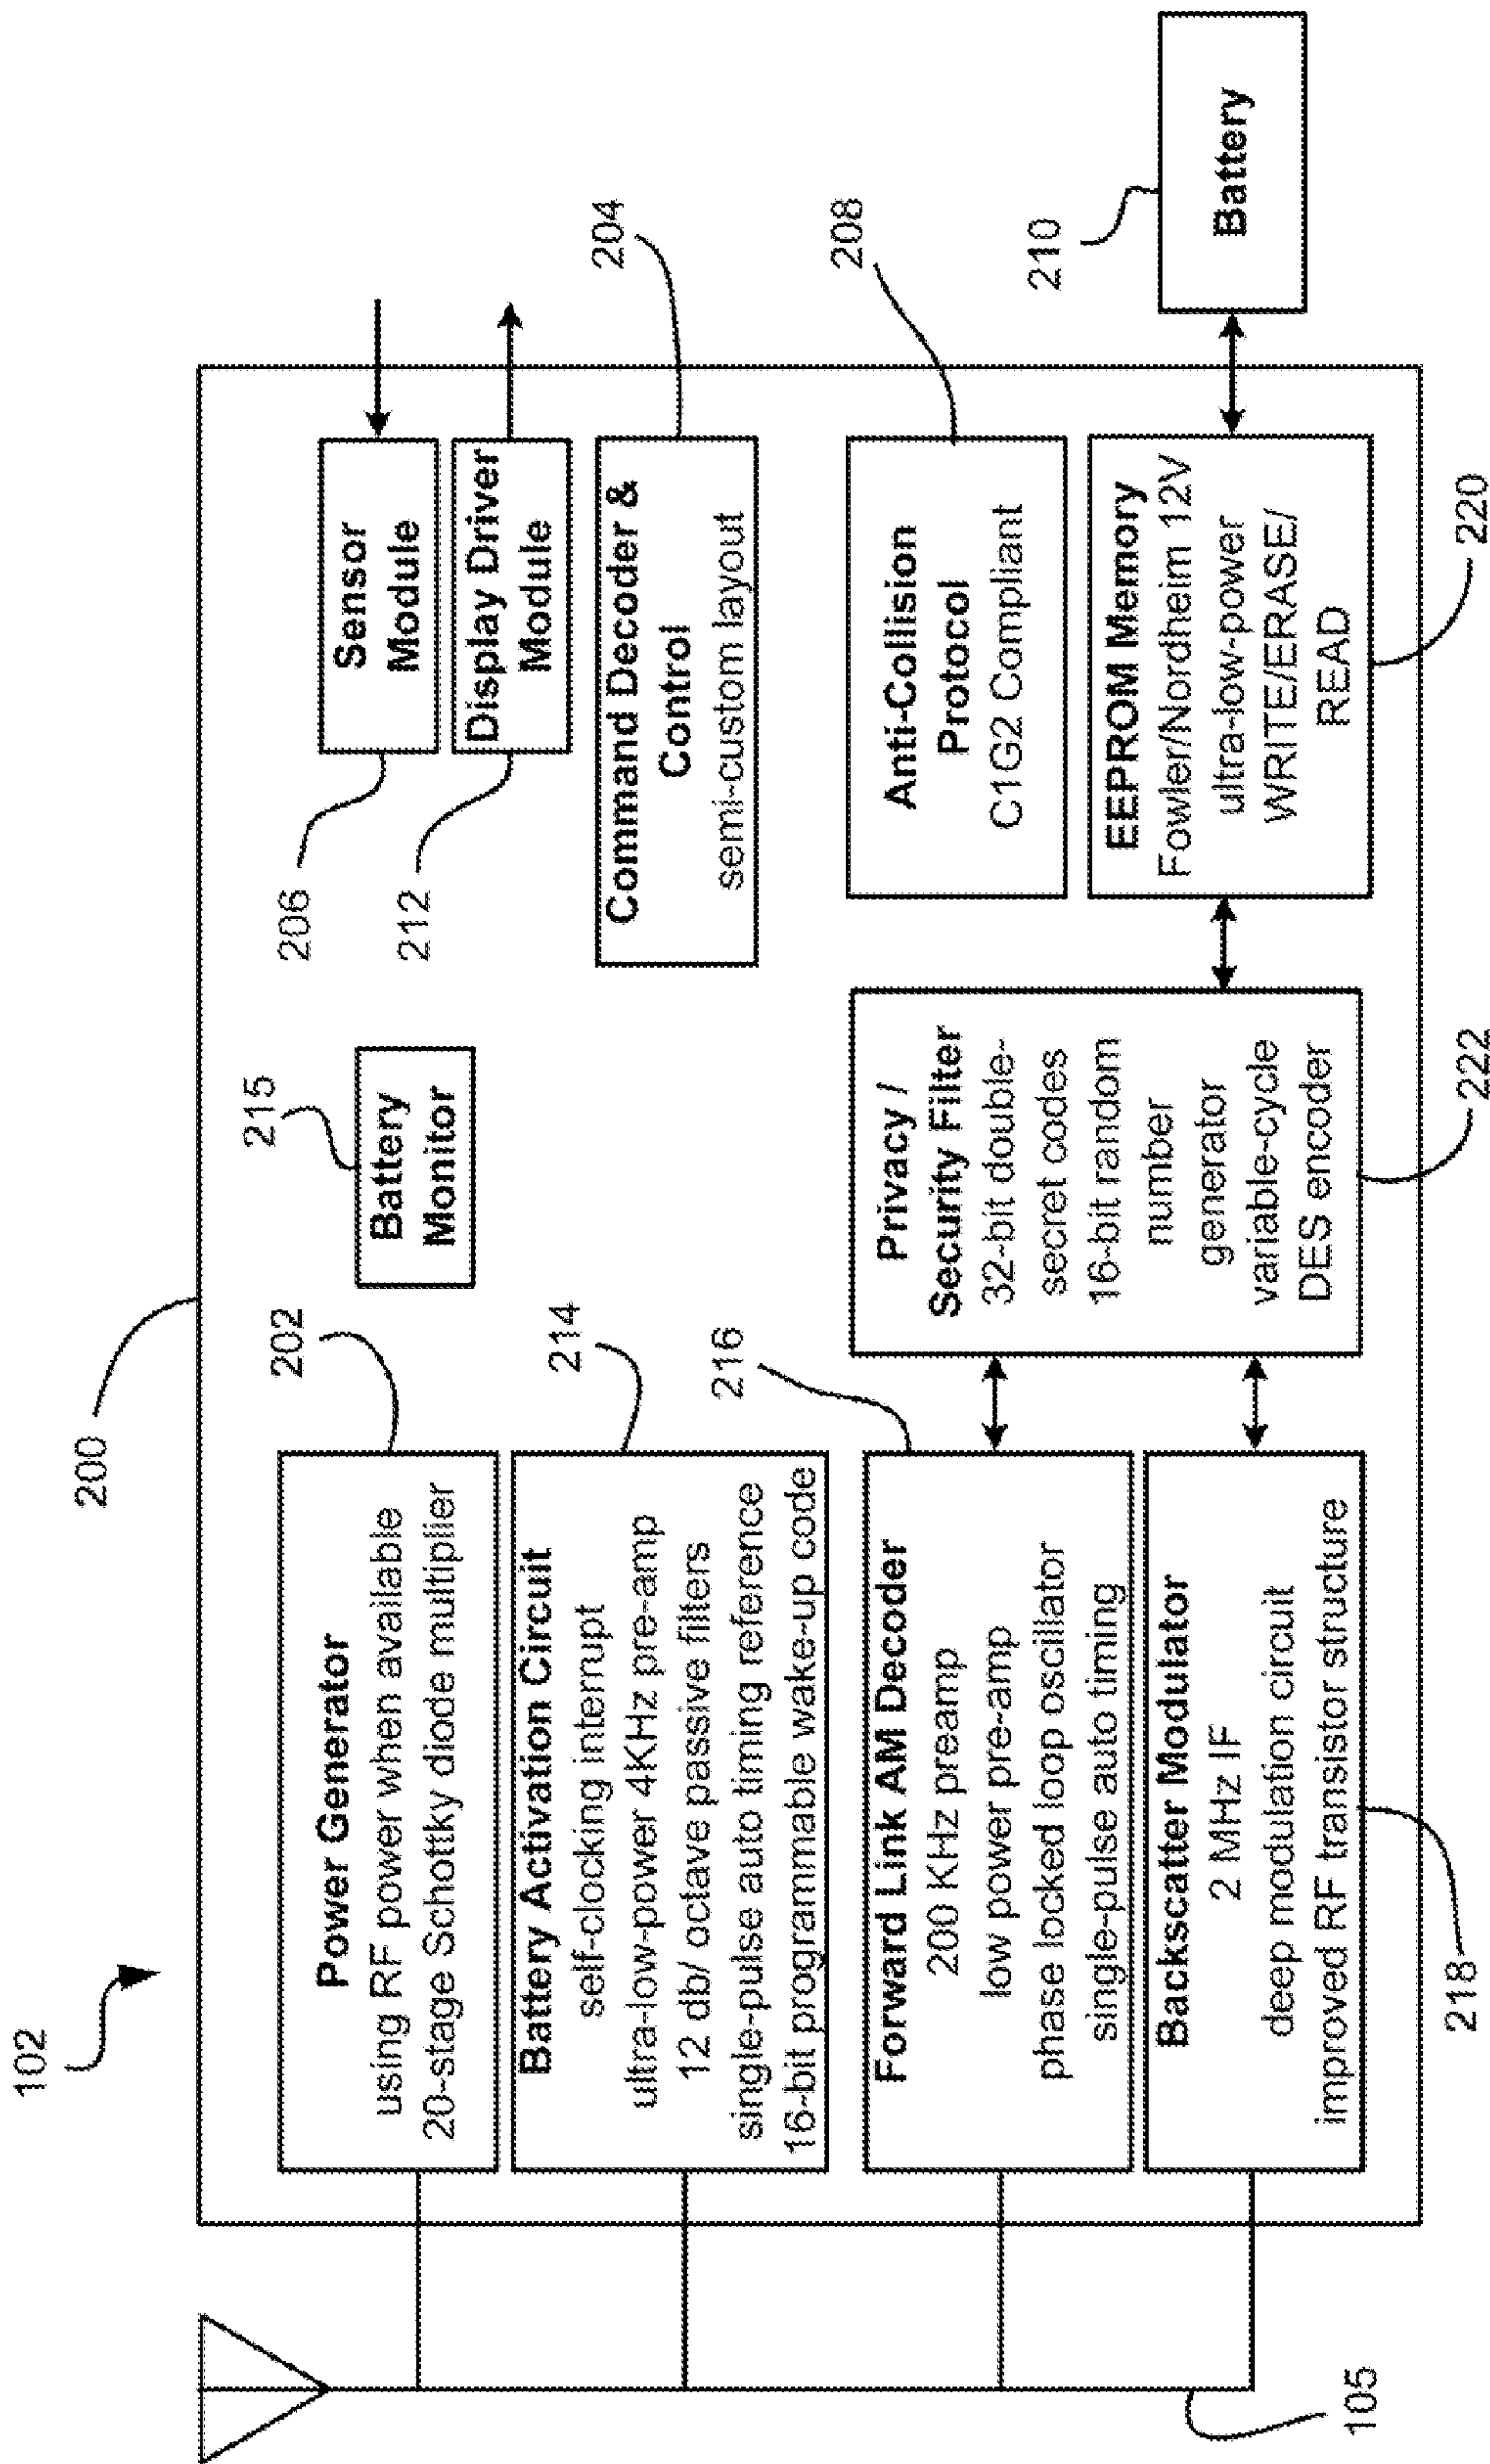 102
200
202
Power Generator
using RF power when available
20-stage Schottky diode multiplier
214
Battery Activation Circuit
self-clocking interrupt
ultra-low-power 4KHz pre-amp
12 db/ octave passive filters
single-pulse auto timing reference
16-bit programmable wake-up code
216
Forward Link AM Decoder
200 KHz preamp
low power pre-amp
phase locked loop oscillator
single-pulse auto timing
Backscatter Modulator
2 MHz IF
deep modulation circuit
improved RF transistor structure
218
105
215
Battery
Monitor
Privacy /
Security Filter
32-bit double-
secret codes
16-bit random
number
generator
variable-cycle
DES encoder
222
206
Sensor
Module
212
Display Driver
Module
204
Command Decoder &
Control
semi-custom layout
208
Anti-Collision
Protocol
C1G2 Compliant
EEPROM Memory
Fowler/Nordheim 12V
ultra-low-power
WRITE/ERASE/
READ
220
210
Battery